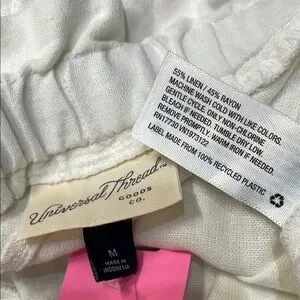 55% LINEN / 45% RAYON
MACHINE WASH COLD WITH LIKE COLORS,
GENTLE CYCLE. ONLY NON-CHLORINE
BLEACH IF NEEDED. TUMBLE DRY LOW.
REMOVE PROMPTLY. WARM IRON IF NEEDED.
RN17730 VN1973122
LABEL MADE FROM 100% RECYCLED PLASTIC
Universal Thread
GOODS
CO.
M
MADE IN
INDONESIA